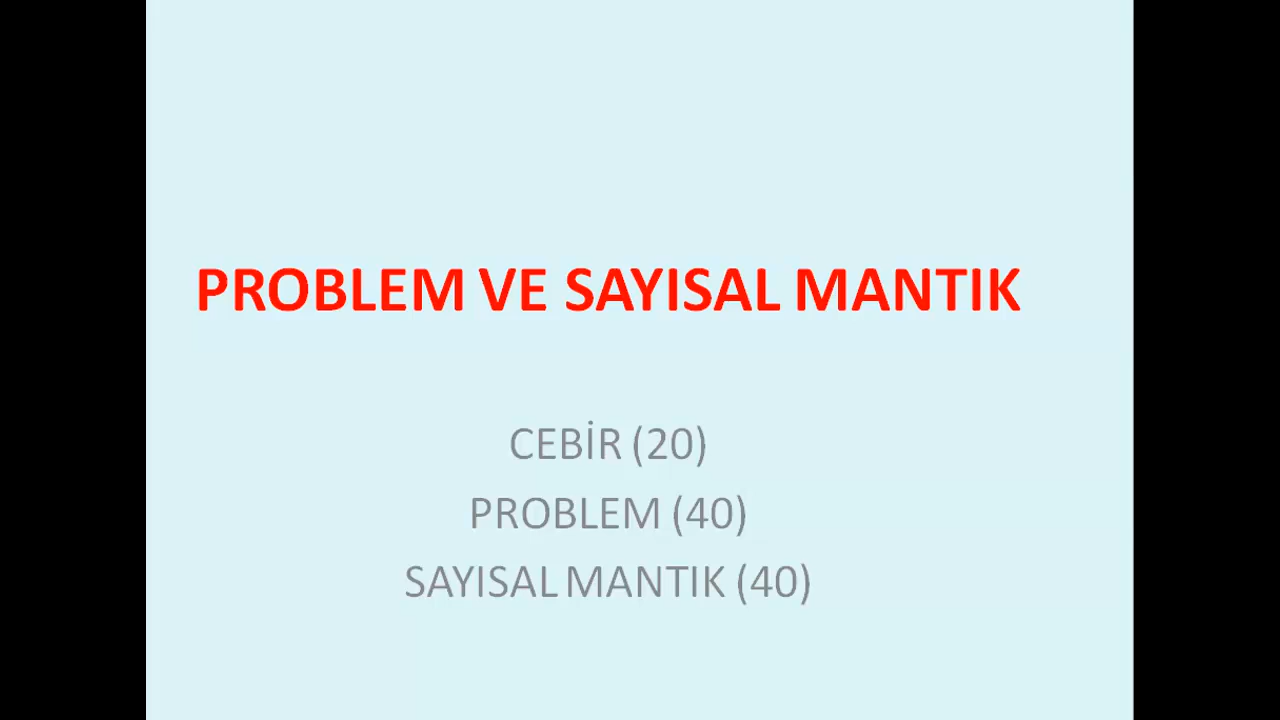 PROBLEM VE SAYISAL MANTIK
CEBİR (20)
PROBLEM (40)
SAYISAL MANTIK (40)